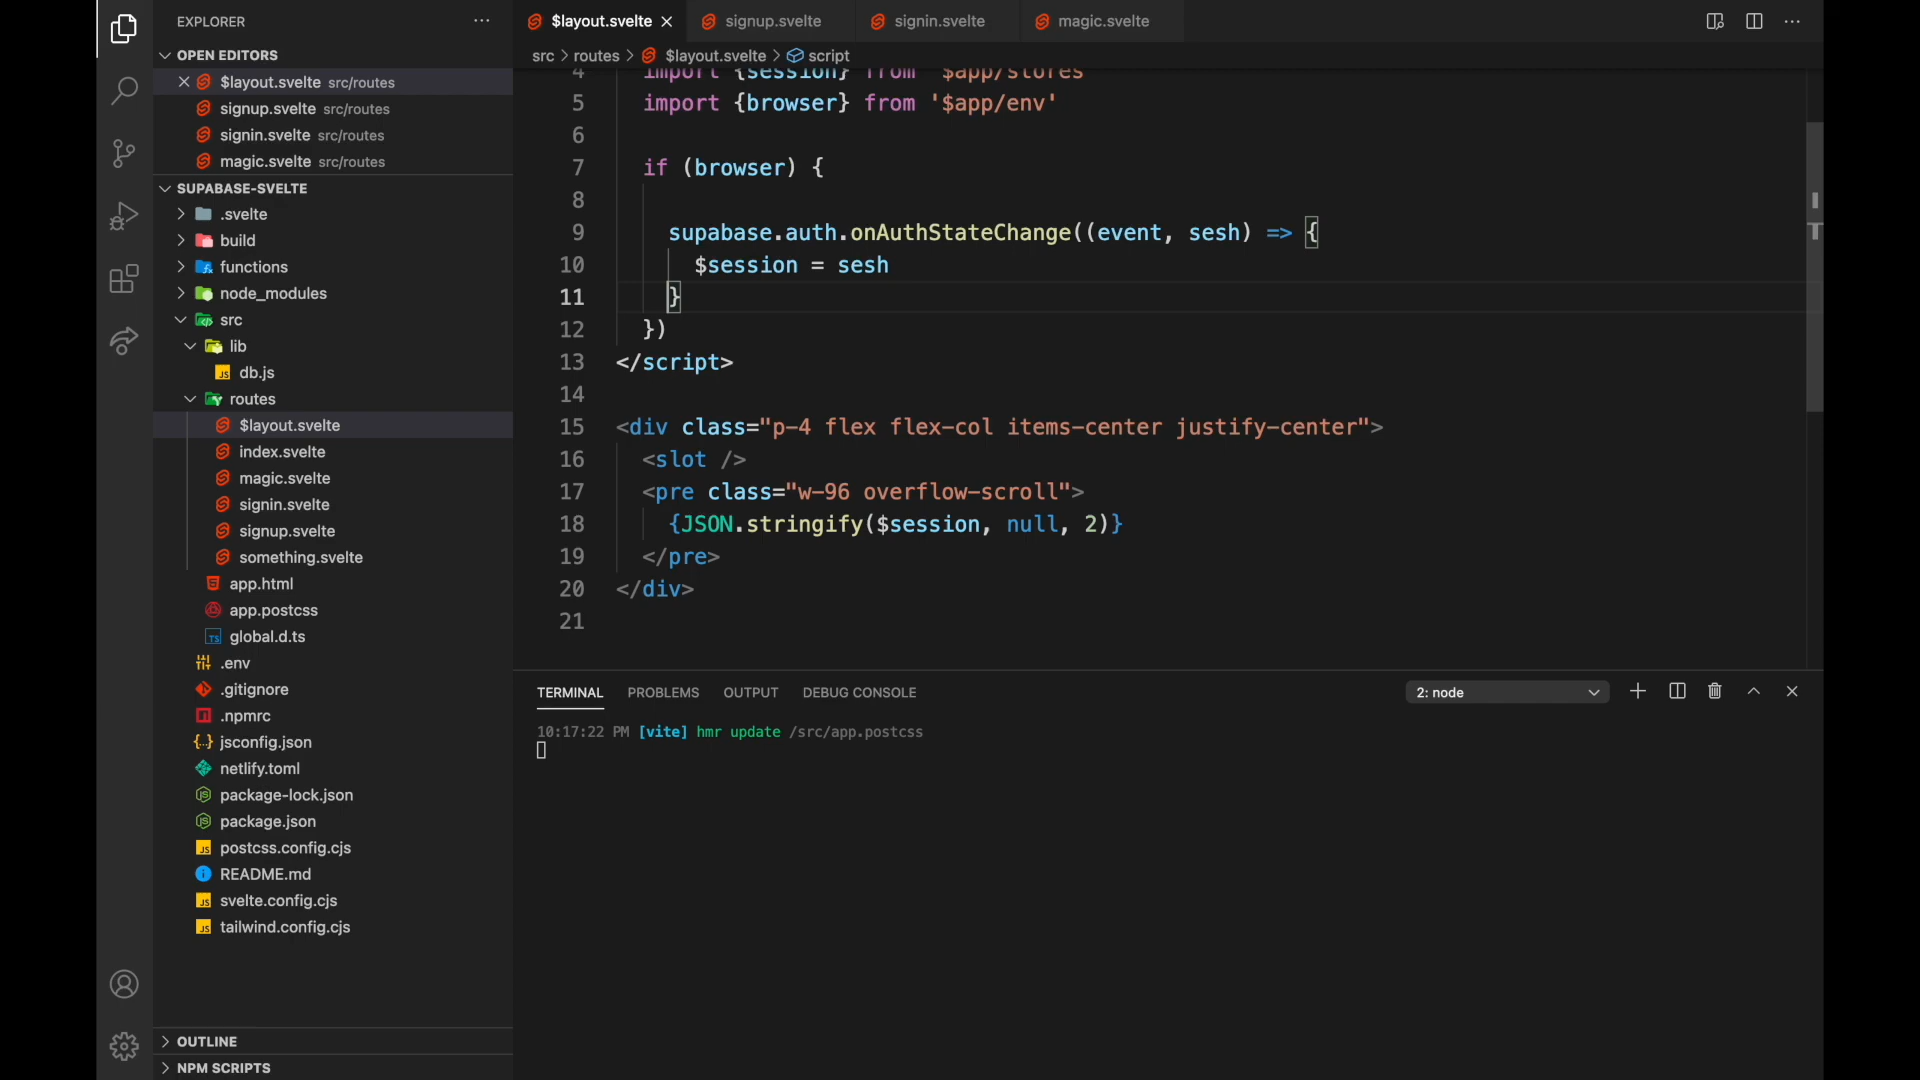 EXPLORER
OPEN EDITORS
$layout.svelte src/routes
signup.svelte src/routes
signin.svelte src/routes
magic.svelte src/routes
SUPABASE-SVELTE
.svelte
build
functions
node_modules
src
lib
db.js
routes
$layout.svelte
index.svelte
magic.svelte
signin.svelte
signup.svelte
something.svelte
app.html
app.postcss
global.d.ts
.env
.gitignore
.npmrc
jsconfig.json
netlify.toml
package-lock.json
package.json
postcss.config.cjs
README.md
svelte.config.cjs
tailwind.config.cjs
OUTLINE
NPM SCRIPTS
$layout.svelte signup.svelte signin.svelte magic.svelte
src > routes > $layout.svelte > script
4 import {session} from '$app/stores
5 import {browser} from '$app/env'
6
7 if (browser) {
8
9 supabase.auth.onAuthStateChange((event, sesh) => {
10 $session = sesh
11 }
12 })
13 </script>
14
15 <div class="p-4 flex flex-col items-center justify-center">
16 <slot />
17 <pre class="w-96 overflow-scroll">
18 {JSON.stringify($session, null, 2)}
19 </pre>
20 </div>
21
TERMINAL PROBLEMS OUTPUT DEBUG CONSOLE 2: node
10:17:22 PM [vite] hmr update /src/app.postcss